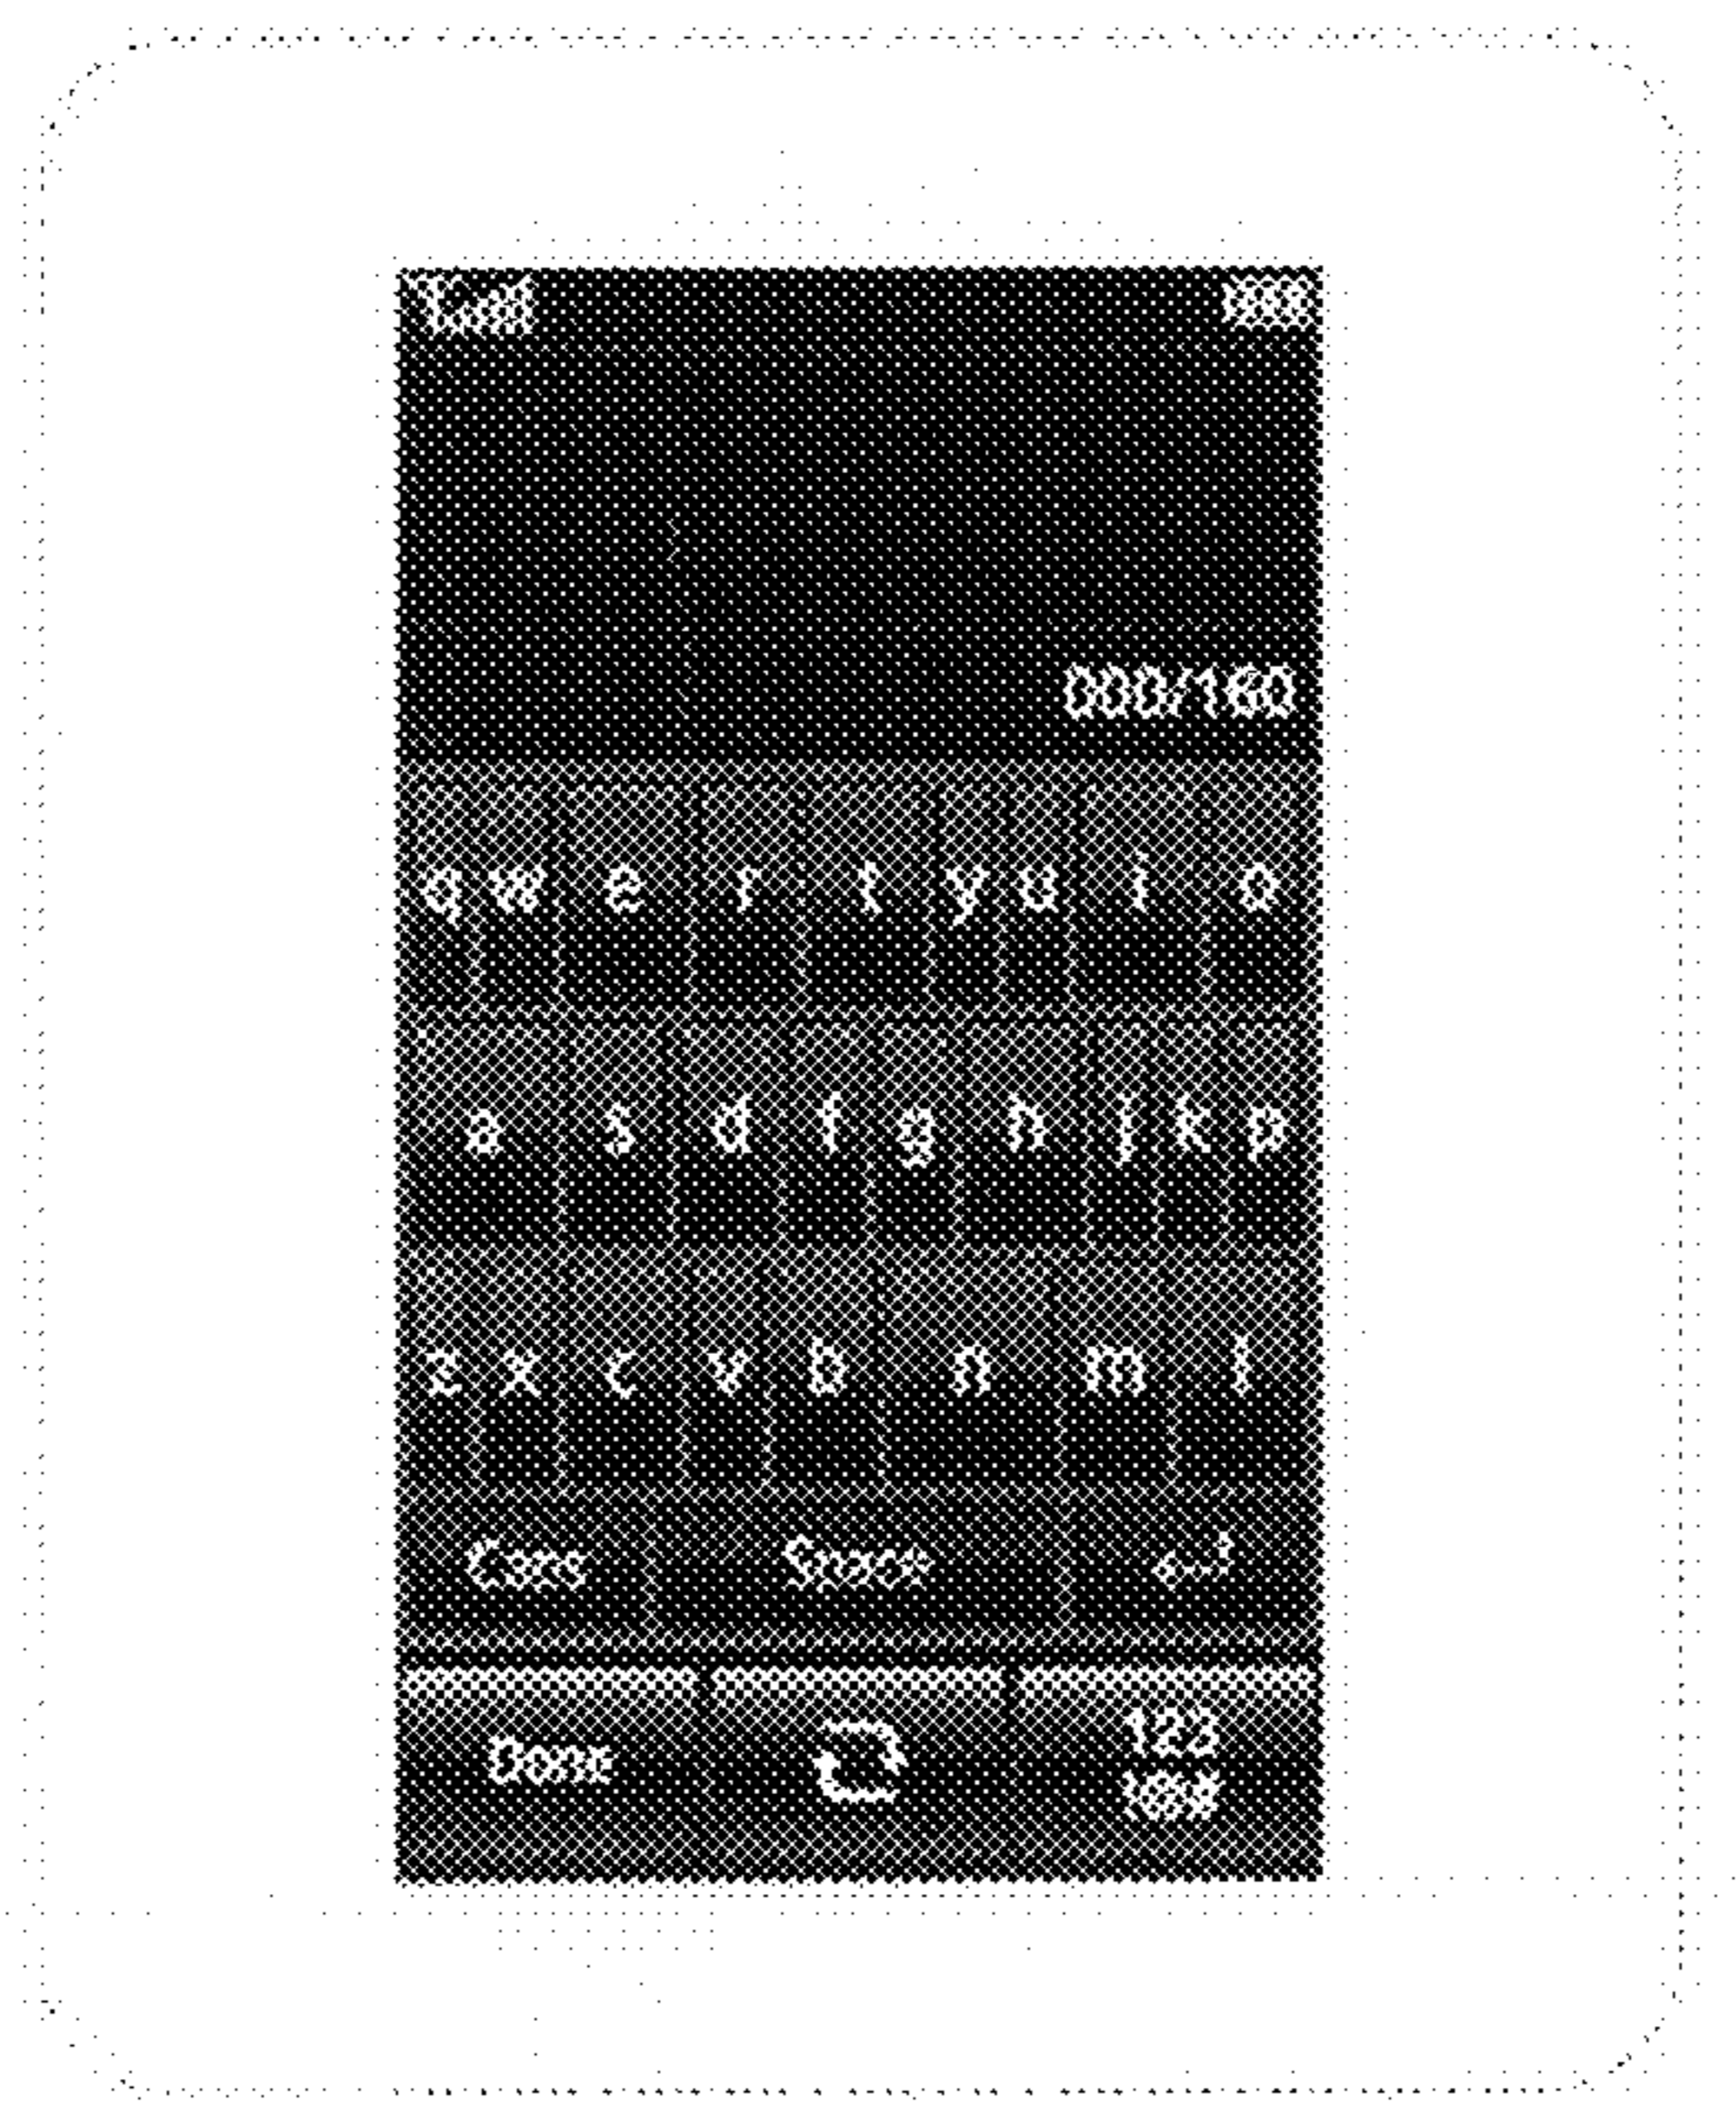 000/160
q w e r t y u i o
a s d f g h j k p
z x c v b n m l
Caps Space
Done 123